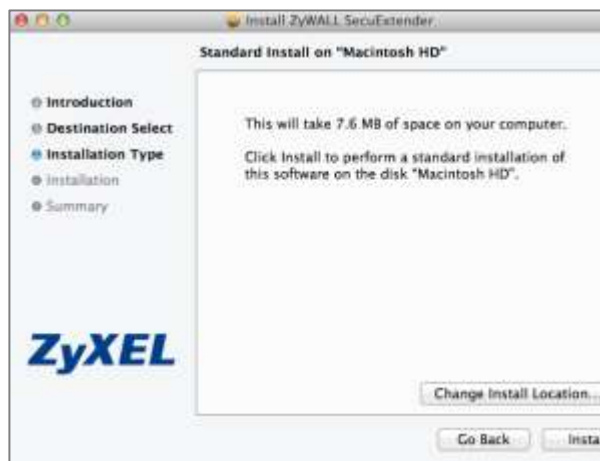 Install ZyWALL SecuExtender
Standard Install on "Macintosh HD"
Introduction
Destination Select
Installation Type
Installation
Summary
This will take 7.6 MB of space on your computer.
Click Install to perform a standard installation of
this software on the disk "Macintosh HD".
ZyXEL
Change Install Location...
Go Back
Insta